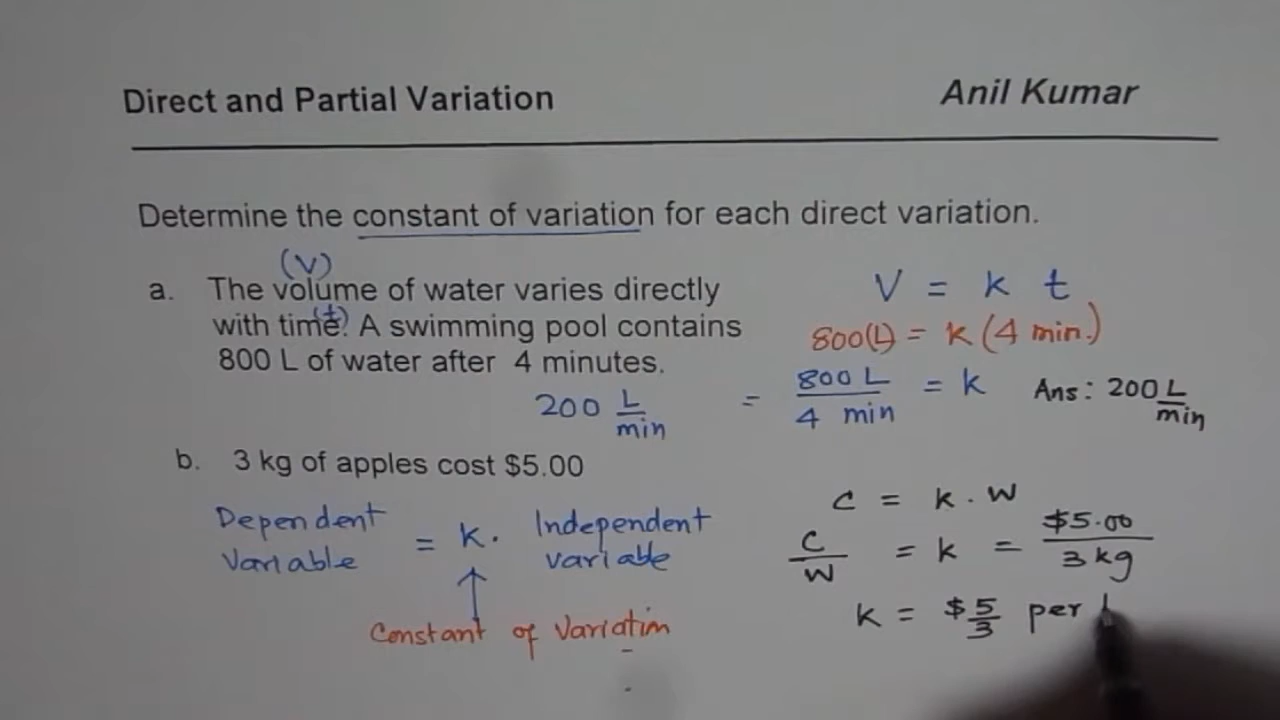 Direct and Partial Variation
Anil Kumar
Determine the constant of variation for each direct variation.
(V)
a. The volume of water varies directly
with time. A swimming pool contains
(t)
800 L of water after 4 minutes.
V = k t
800(L) = k (4 min.)
200 L/min = 800 L/4 min = k
Ans: 200 L/min
b. 3 kg of apples cost $5.00
Dependent Variable = k. Independent variable
Constant of Variatim
C = k . W
C/W = k = $5.00/3 kg
k = $5/3 per